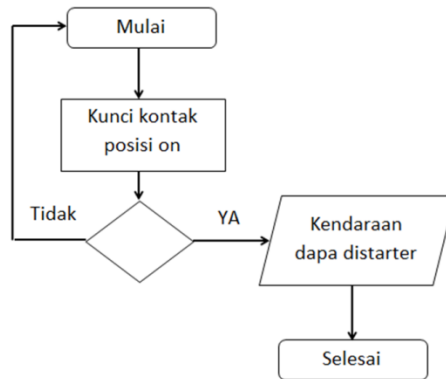 Mulai
Kunci kontak
posisi on
Tidak
YA
Kendaraan
dapa distarter
Selesai